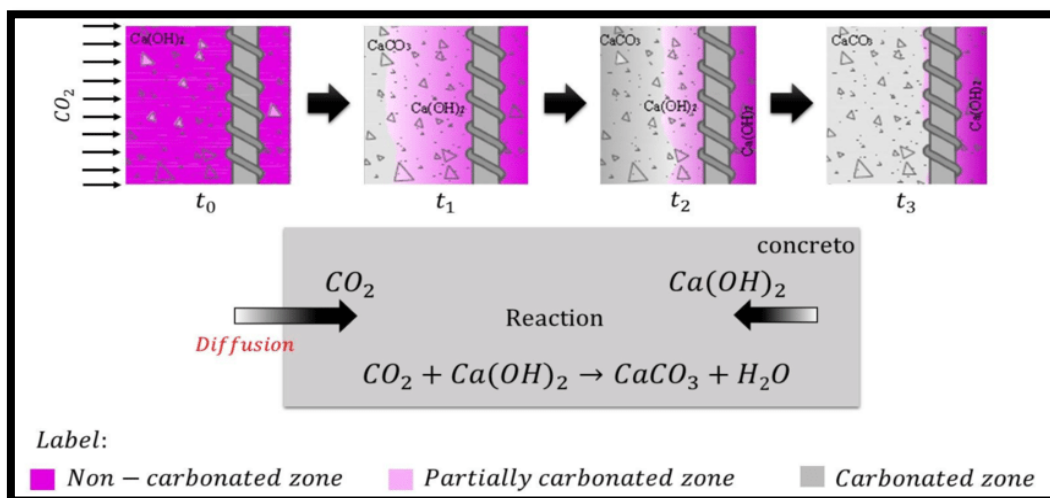 CO₂
Ca(OH)₂
CaCO₃
Ca(OH)₂
CaCO₃
Ca(OH)₂
Ca(OH)₂
CaCO₃
Ca(OH)₂
t₀
t₁
t₂
t₃
concreto
CO₂
Ca(OH)₂
Diffusion
Reaction
CO₂ + Ca(OH)₂ → CaCO₃ + H₂O
Label:
Non − carbonated zone
Partially carbonated zone
Carbonated zone